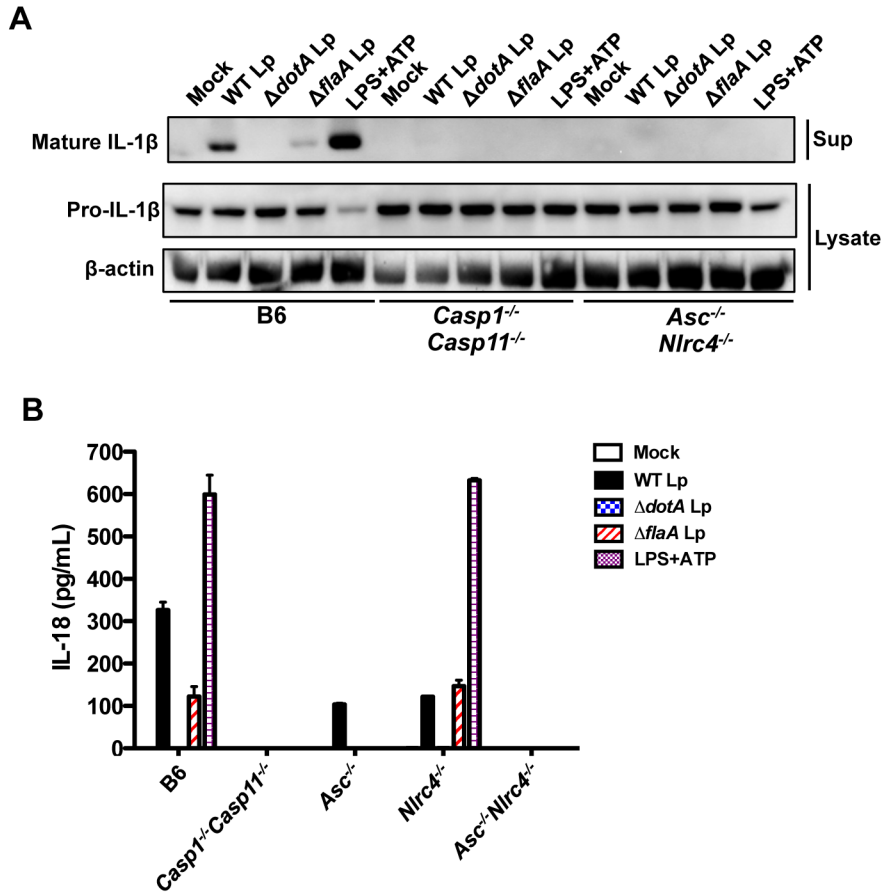 A
Mock WT Lp ΔdotA Lp ΔflaA Lp LPS+ATP Mock WT Lp ΔdotA Lp ΔflaA Lp LPS+ATP Mock WT Lp ΔdotA Lp ΔflaA Lp LPS+ATP
Mature IL-1β Sup
Pro-IL-1β
Lysate
β-actin
B6 Casp1-/- Asc-/-
Casp11-/- Nlrc4-/-
B
700
600
500
400
300
200
100
0
IL-18 (pg/mL)
Mock
WT Lp
ΔdotA Lp
ΔflaA Lp
LPS+ATP
B6 Casp1-/-Casp11-/- Asc-/- Nlrc4-/- Asc-/-Nlrc4-/-